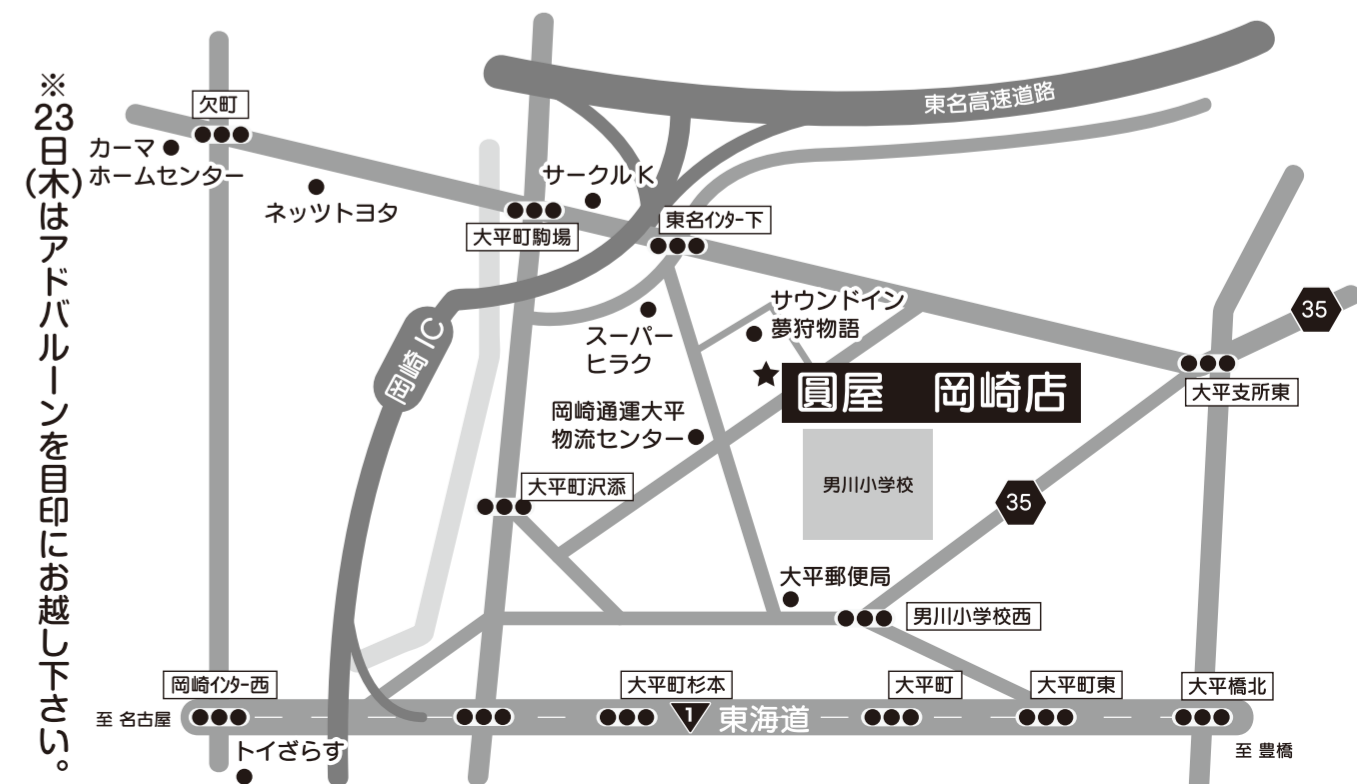 ※23日(木)はアドバルーンを目印にお越し下さい。
東名高速道路
欠町
カーマ
ホームセンター
ネッツトヨタ
サークルK
大平町駒場
東名インター下
サウンドイン
夢狩物語
スーパー
ヒラク
岡崎IC
35
圓屋 岡崎店
大平支所東
岡崎通運大平
物流センター
大平町沢添
男川小学校
35
大平郵便局
男川小学校西
岡崎インター西
大平町杉本
大平町
大平町東
大平橋北
至 名古屋
1
東海道
トイざらす
至 豊橋